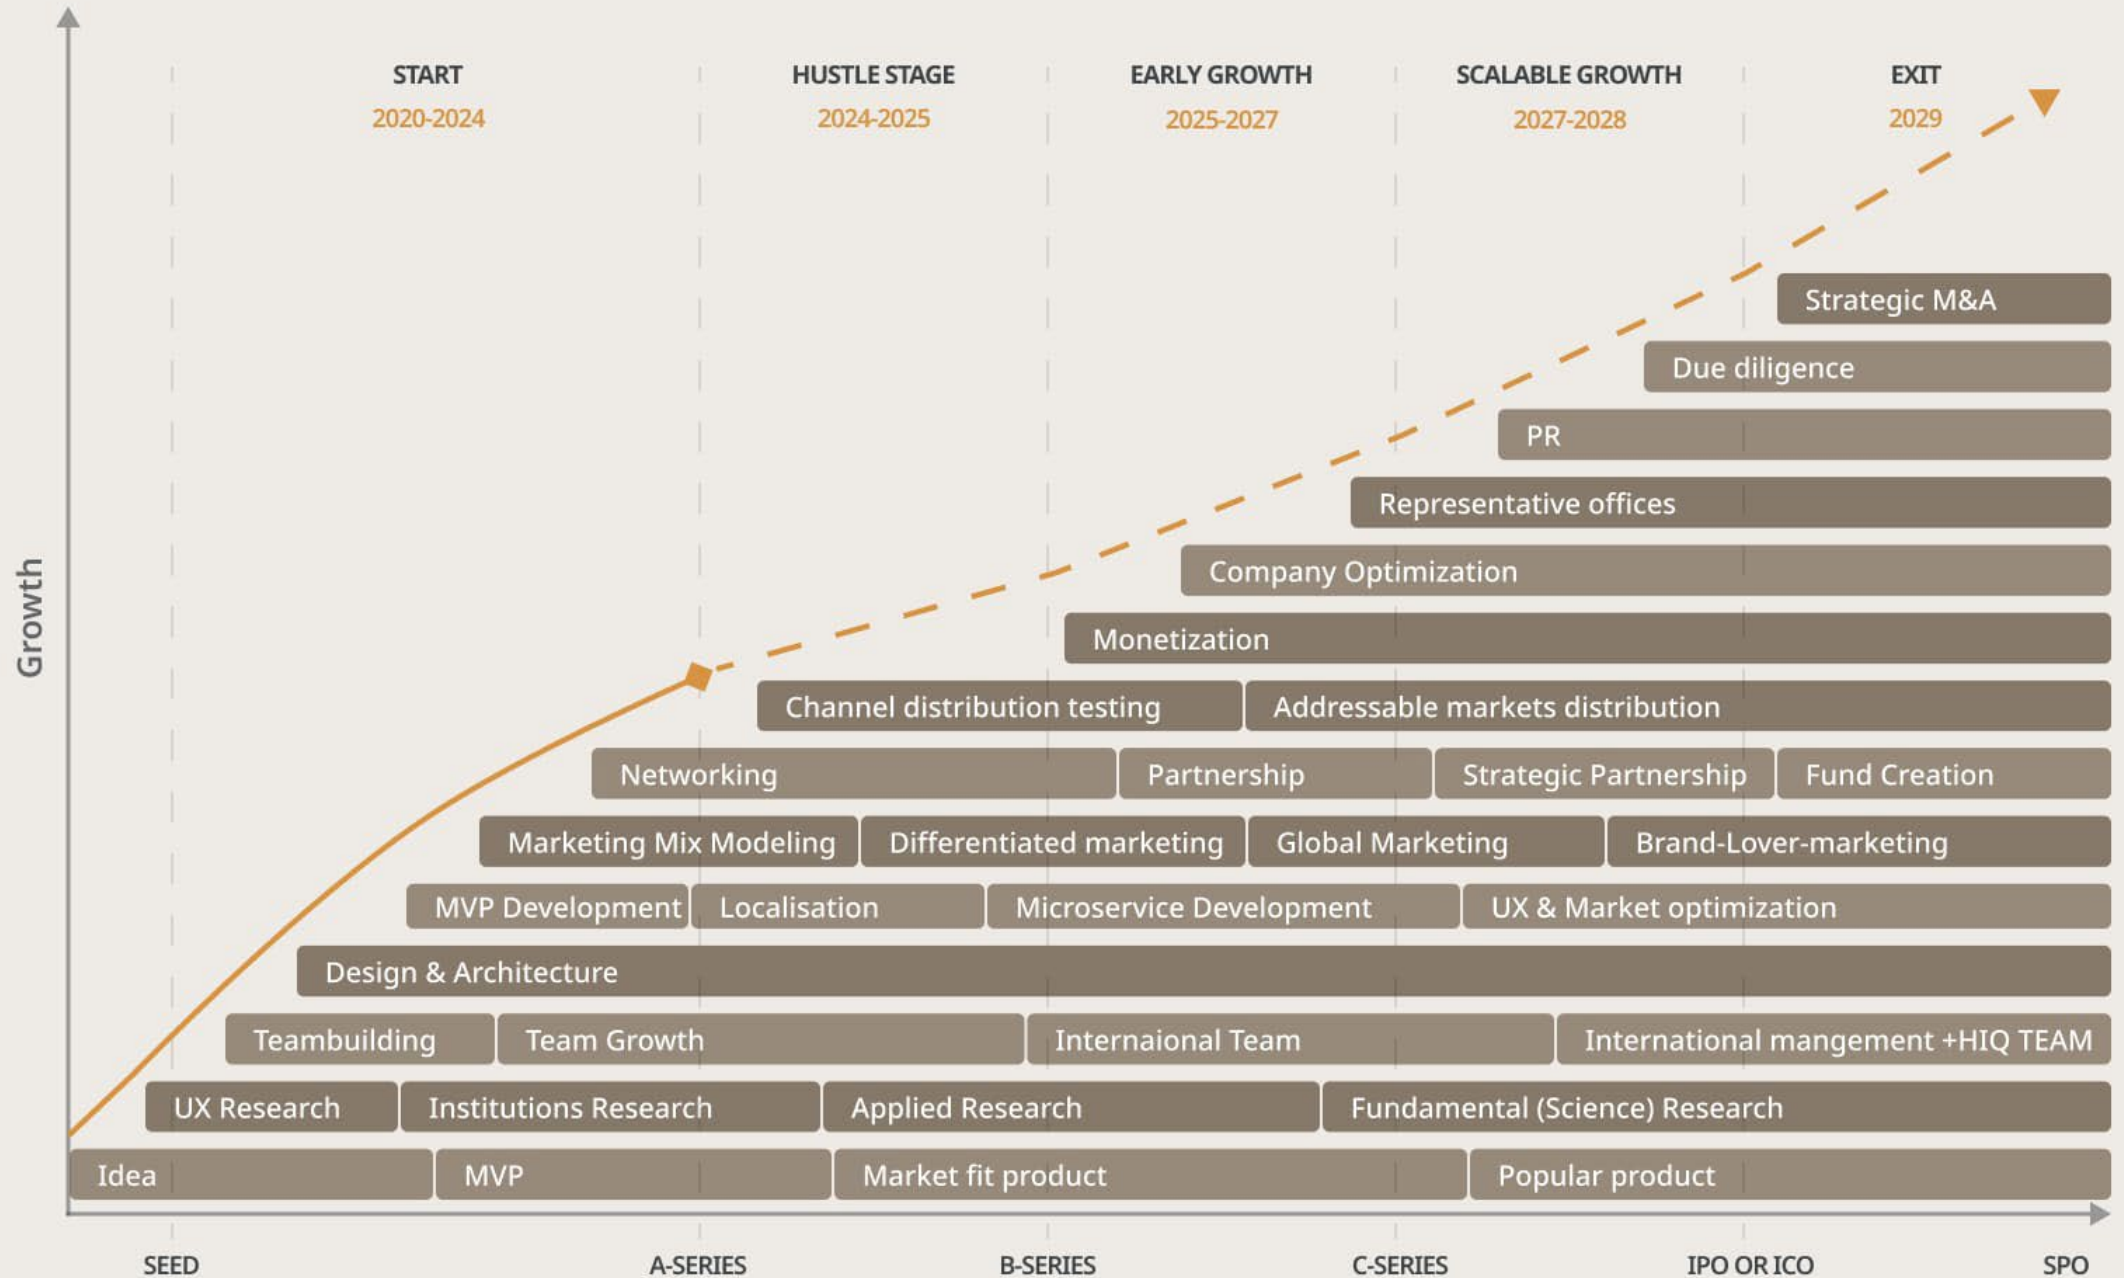 START
HUSTLE STAGE
EARLY GROWTH
SCALABLE GROWTH
EXIT
2020-2024
2024-2025
2025-2027
2027-2028
2029
Strategic M&A
Due diligence
PR
Representative offices
Company Optimization
Growth
Monetization
Channel distribution testing
Addressable markets distribution
Networking
Partnership
Strategic Partnership
Fund Creation
Marketing Mix Modeling
Differentiated marketing
Global Marketing
Brand-Lover-marketing
MVP Development
Localisation
Microservice Development
UX & Market optimization
Design & Architecture
Teambuilding
Team Growth
Internaional Team
International mangement +HIQ TEAM
UX Research
Institutions Research
Applied Research
Fundamental (Science) Research
Idea
MVP
Market fit product
Popular product
SEED
A-SERIES
B-SERIES
C-SERIES
IPO OR ICO
SPO